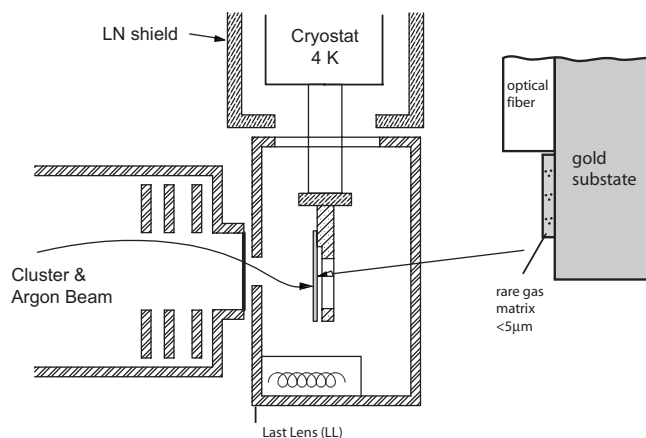 LN shield
Cryostat
4 K
optical
fiber
gold
substate
Cluster &
Argon Beam
rare gas
matrix
<5µm
Last Lens (LL)